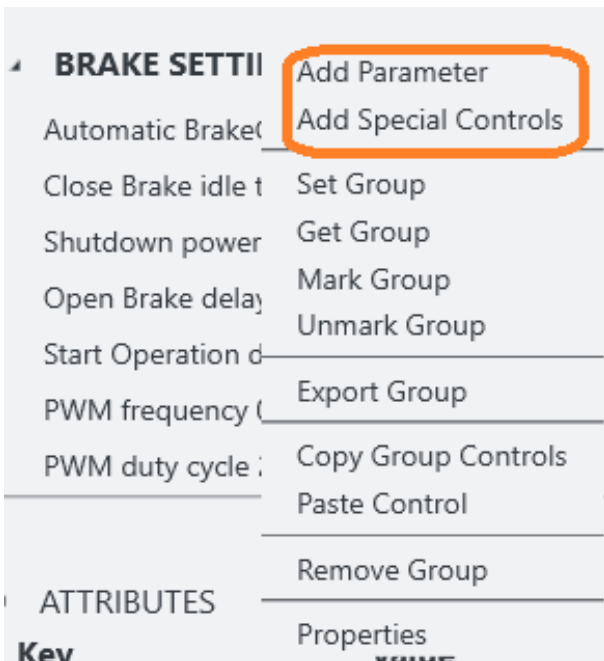 BRAKE SETTI
Automatic Brake
Close Brake idle t
Shutdown power
Open Brake delay
Start Operation d
PWM frequency
PWM duty cycle
ATTRIBUTES
Key
Add Parameter
Add Special Controls
Set Group
Get Group
Mark Group
Unmark Group
Export Group
Copy Group Controls
Paste Control
Remove Group
Properties